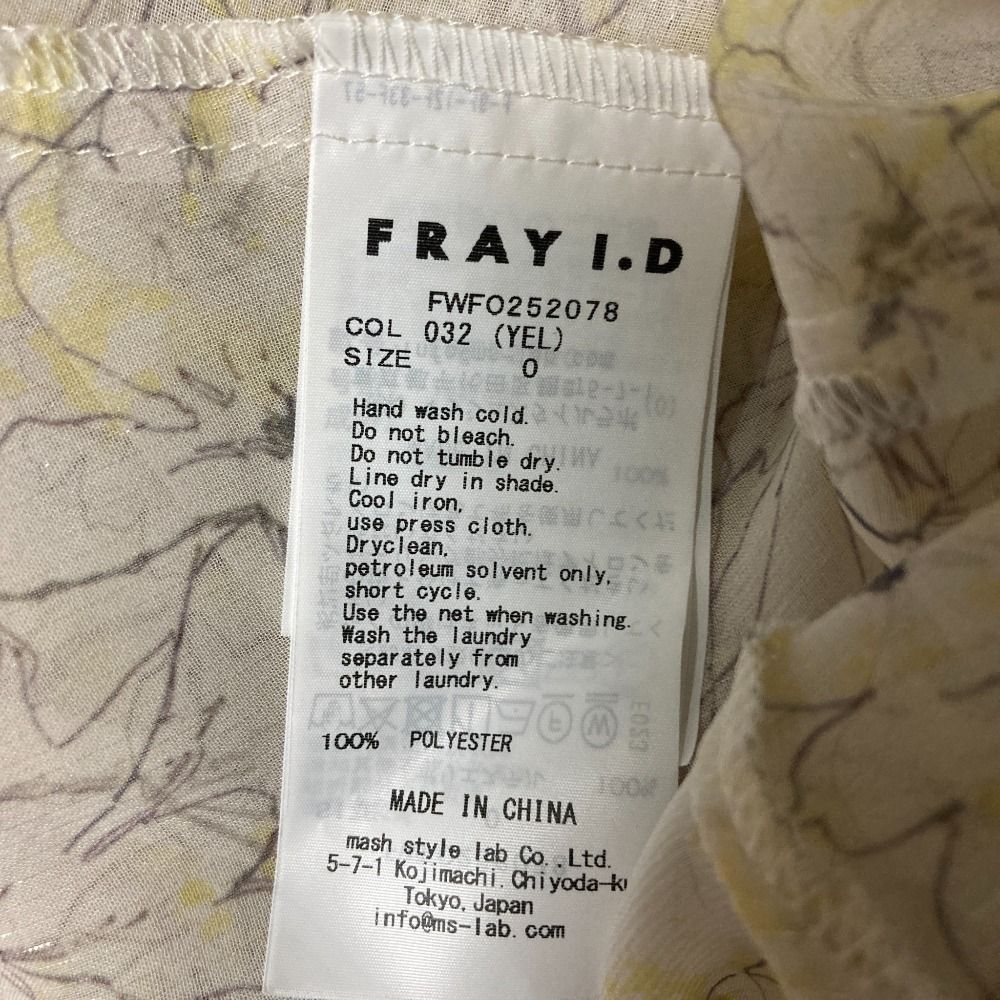 FRAY I.D
FWFO252078
COL 032 (YEL)
SIZE 0
Hand wash cold.
Do not bleach.
Do not tumble dry.
Line dry in shade.
Cool iron,
use press cloth.
Dryclean,
petroleum solvent only,
short cycle.
Use the net when washing.
Wash the laundry
separately from
other laundry.
100% POLYESTER
MADE IN CHINA
mash style lab Co.,Ltd.
5-7-1 Kojimachi. Chiyoda-k
Tokyo, Japan
info@ms-lab.com